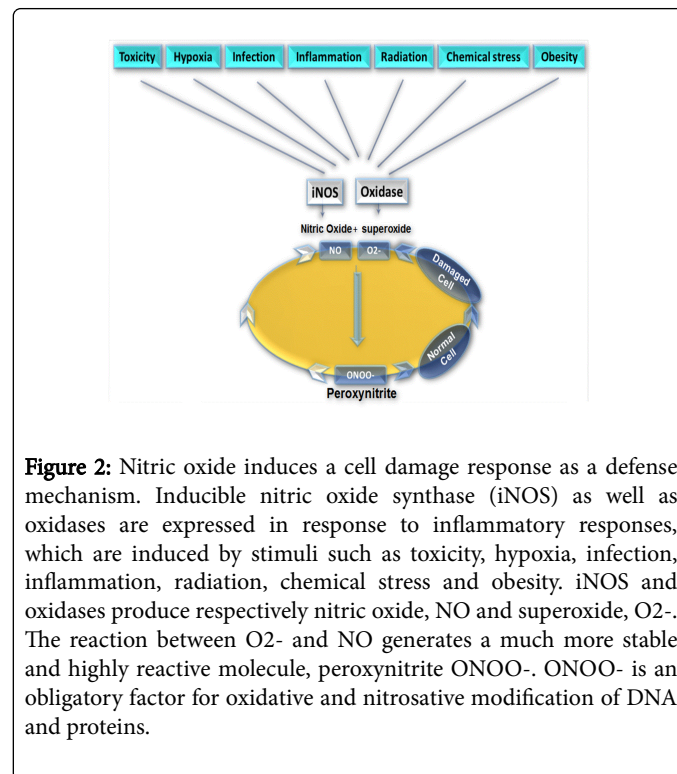 Toxicity Hypoxia Infection Inflammation Radiation Chemical stress Obesity
iNOS Oxidase
Nitric Oxide+ superoxide
NO O2-
Damaged
Cell
Normal
Cell
ONOO-
Peroxynitrite
Figure 2: Nitric oxide induces a cell damage response as a defense
mechanism. Inducible nitric oxide synthase (iNOS) as well as
oxidases are expressed in response to inflammatory responses,
which are induced by stimuli such as toxicity, hypoxia, infection,
inflammation, radiation, chemical stress and obesity. iNOS and
oxidases produce respectively nitric oxide, NO and superoxide, O2-.
The reaction between O2- and NO generates a much more stable
and highly reactive molecule, peroxynitrite ONOO-. ONOO- is an
obligatory factor for oxidative and nitrosative modification of DNA
and proteins.